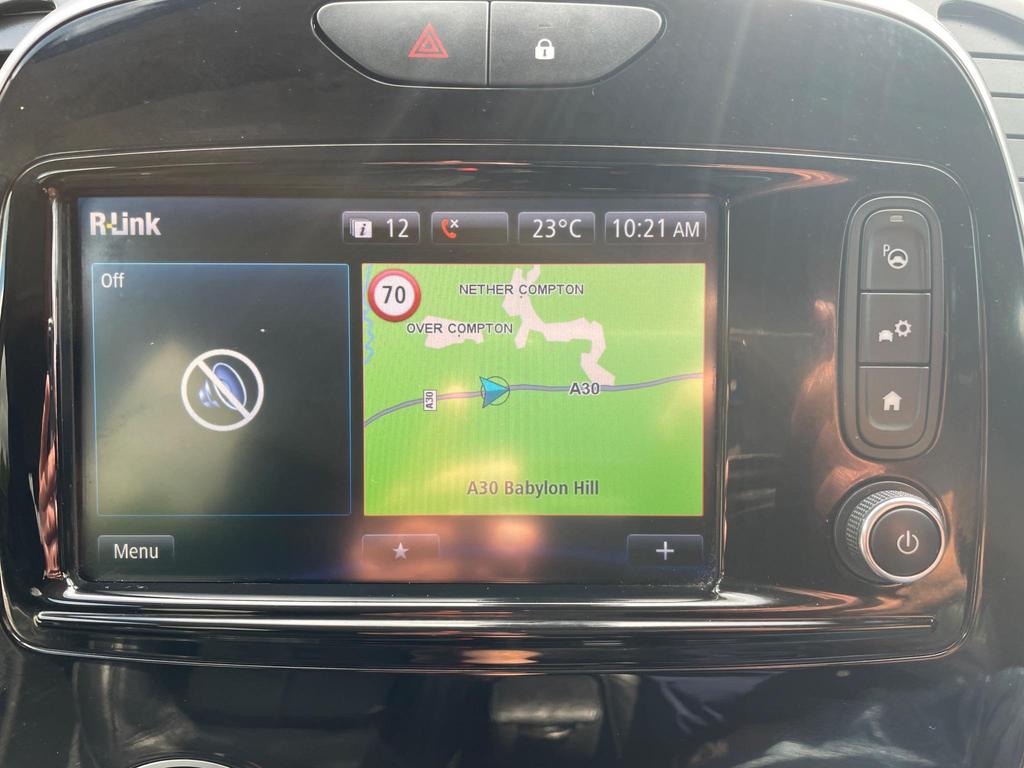 R-Link
12
23°C
10:21 AM
Off
70
NETHER COMPTON
OVER COMPTON
A30
A30
A30 Babylon Hill
Menu
+
P